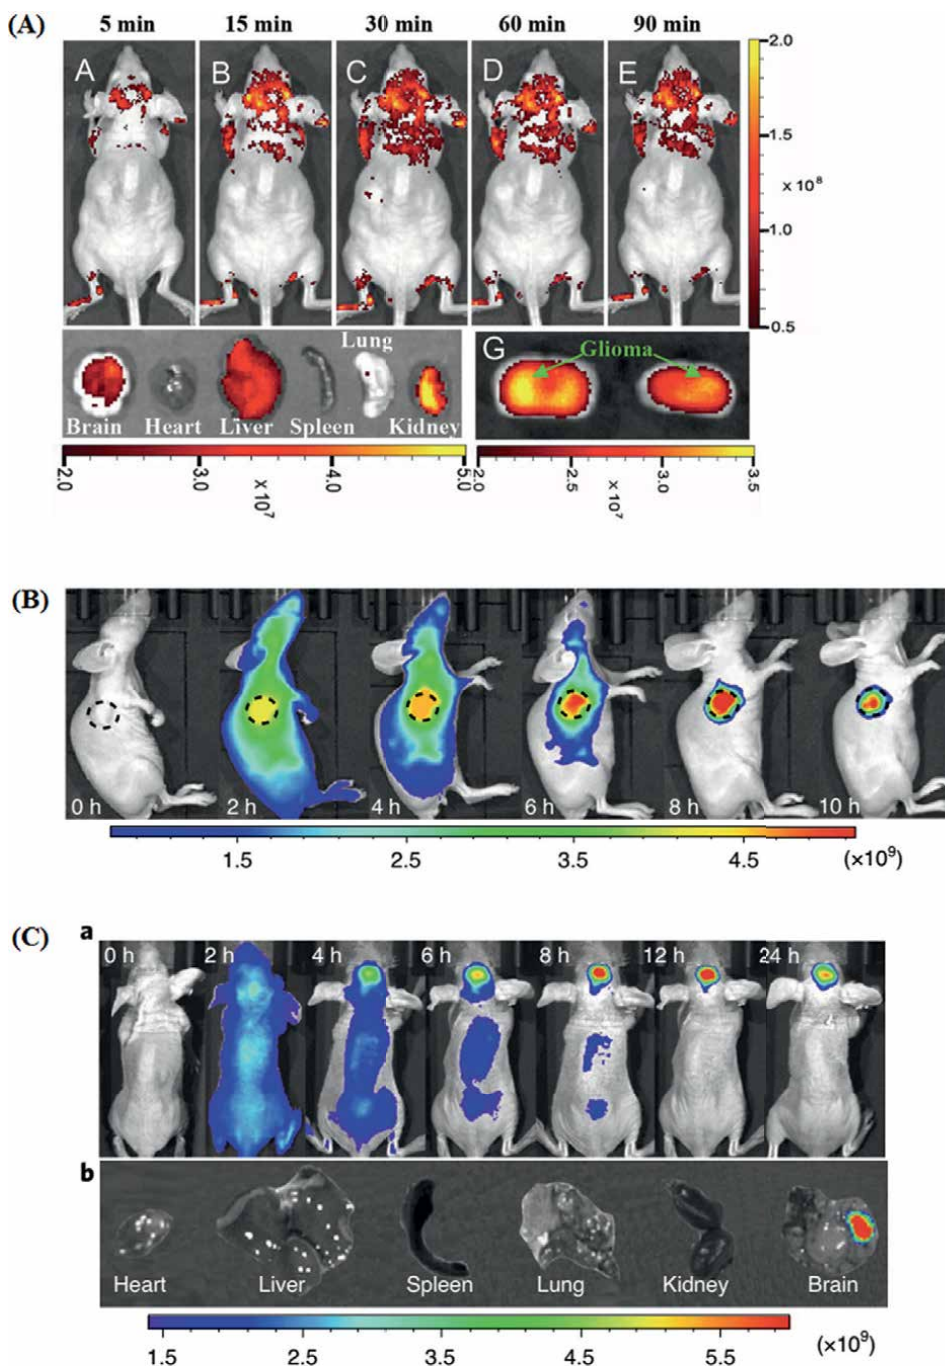 (A)
5 min 15 min 30 min 60 min 90 min
A B C D E
2.0
1.5
× 10⁸
1.0
0.5
Lung
Brain Heart Liver Spleen Kidney
G
Glioma
2.0 3.0 4.0 5.0
× 10⁷
2.0 2.5 3.0 3.5
× 10⁷
(B)
0 h 2 h 4 h 6 h 8 h 10 h
1.5 2.5 3.5 4.5 (×10⁹)
(C)
a
0 h 2 h 4 h 6 h 8 h 12 h 24 h
b
Heart Liver Spleen Lung Kidney Brain
1.5 2.5 3.5 4.5 5.5 (×10⁹)